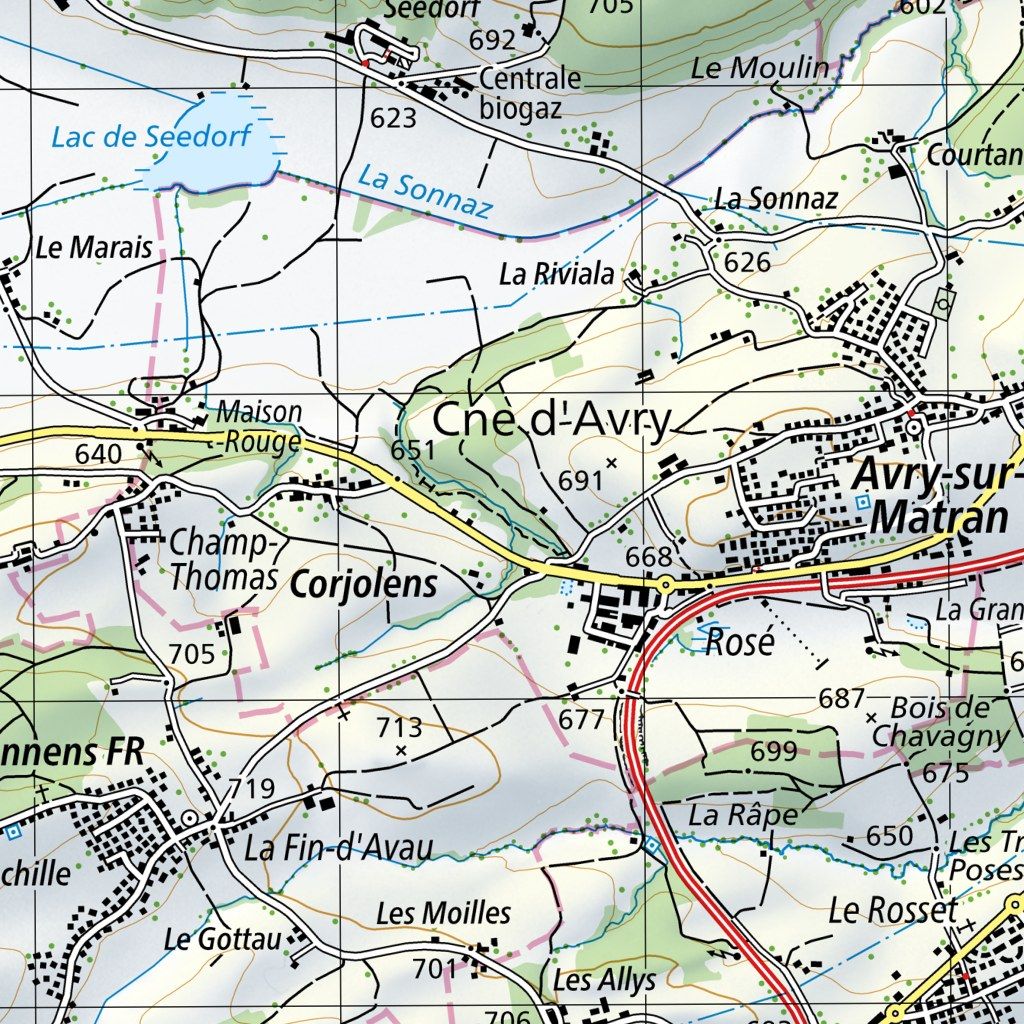 Seedorf
705
602
692
Le Moulin
Centrale
biogaz
623
Lac de Seedorf
La Sonnaz
La Sonnaz
Le Marais
626
La Riviala
Maison
-Rouge
Cne d'Avry
640
651
691
Avry-sur-
Matran
Champ-
Thomas
668
Corjolens
La Gran
Rosé
705
687
Bois de
Chavagny
677
713
nnens FR
699
675
719
La Râpe
650
La Fin-d'Avau
Les Tr
Poses
chille
Les Moilles
Le Rosset
Le Gottau
701
Les Allys
706